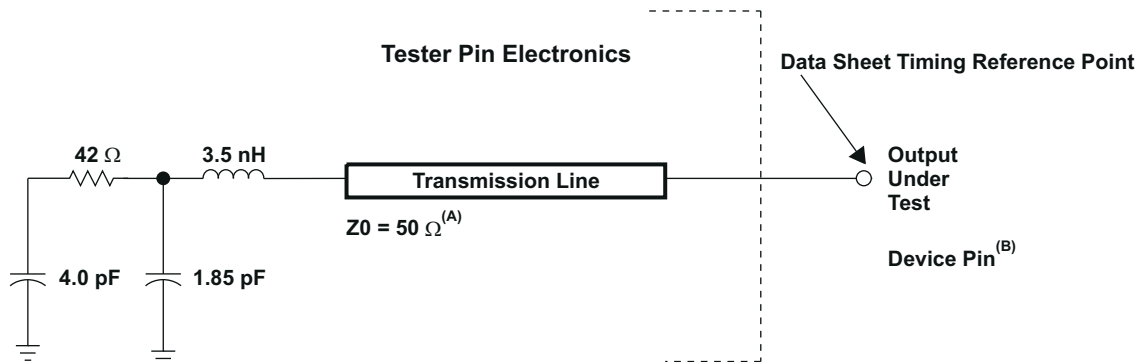 Tester Pin Electronics
Data Sheet Timing Reference Point
42 Ω
3.5 nH
Transmission Line
Output
Under
Test
Z0 = 50 Ω(A)
Device Pin(B)
4.0 pF
1.85 pF